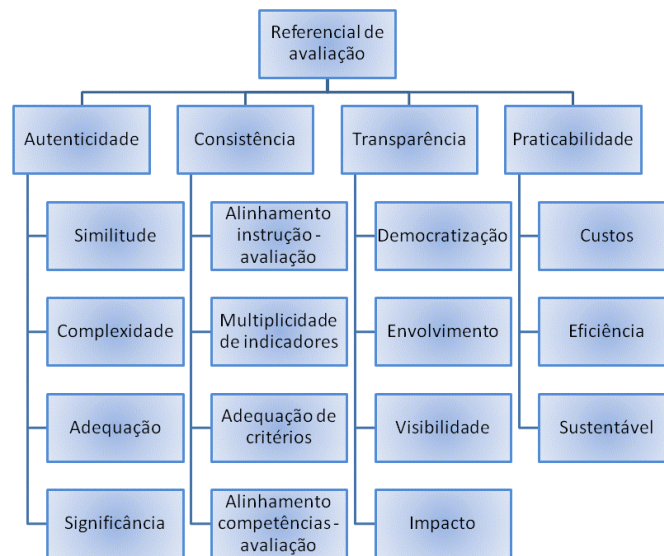 Referencial de
avaliação
Autenticidade
Consistência
Transparência
Praticabilidade
Similitude
Alinhamento
instrução -
avaliação
Democratização
Custos
Complexidade
Multiplicidade
de indicadores
Envolvimento
Eficiência
Adequação
Adequação de
critérios
Visibilidade
Sustentável
Significância
Alinhamento
competências -
avaliação
Impacto